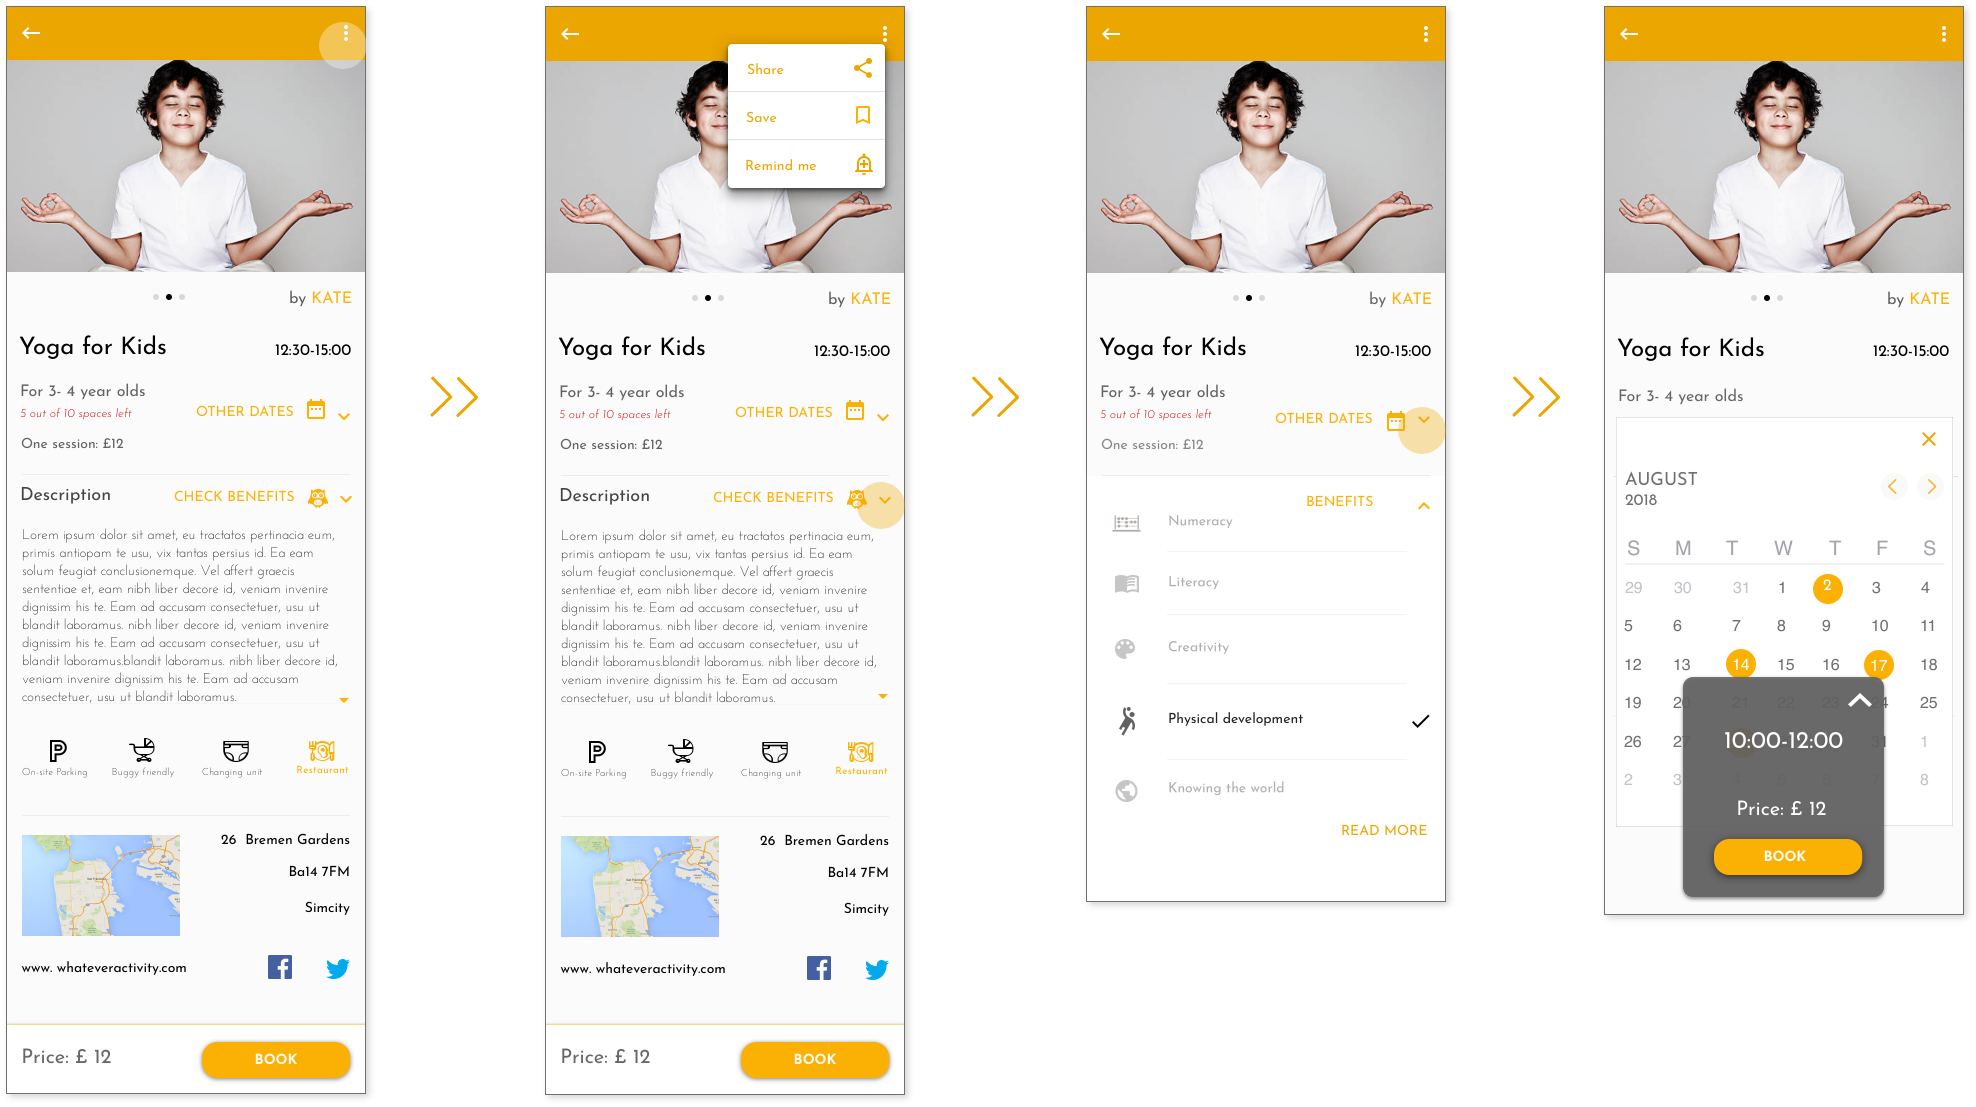 by KATE
Yoga for Kids
12:30-15:00
For 3- 4 year olds
5 out of 10 spaces left
OTHER DATES
One session: £12
Description
CHECK BENEFITS
Lorem ipsum dolor sit amet, eu tractatos pertinacia eum,
primis antiopam te usu, vix tantas persius id. Ea eam
solum feugiat conclusionemque. Vel affert graecis
sententiae et, eam nibh liber decore id, veniam invenire
dignissim his te. Eam ad accusam consectetuer, usu ut
blandit laboramus. nibh liber decore id, veniam invenire
dignissim his te. Eam ad accusam consectetuer, usu ut
blandit laboramus.blandit laboramus. nibh liber decore id,
veniam invenire dignissim his te. Eam ad accusam
consectetuer, usu ut blandit laboramus.
On-site Parking
Buggy friendly
Changing unit
Restaurant
26 Bremen Gardens
Ba14 7FM
Simcity
www. whateveractivity.com
Price: £ 12
BOOK
Share
Save
Remind me
by KATE
Yoga for Kids
12:30-15:00
For 3- 4 year olds
5 out of 10 spaces left
OTHER DATES
One session: £12
Description
CHECK BENEFITS
Lorem ipsum dolor sit amet, eu tractatos pertinacia eum,
primis antiopam te usu, vix tantas persius id. Ea eam
solum feugiat conclusionemque. Vel affert graecis
sententiae et, eam nibh liber decore id, veniam invenire
dignissim his te. Eam ad accusam consectetuer, usu ut
blandit laboramus. nibh liber decore id, veniam invenire
dignissim his te. Eam ad accusam consectetuer, usu ut
blandit laboramus.blandit laboramus. nibh liber decore id,
veniam invenire dignissim his te. Eam ad accusam
consectetuer, usu ut blandit laboramus.
On-site Parking
Buggy friendly
Changing unit
Restaurant
26 Bremen Gardens
Ba14 7FM
Simcity
www. whateveractivity.com
Price: £ 12
BOOK
by KATE
Yoga for Kids
12:30-15:00
For 3- 4 year olds
5 out of 10 spaces left
OTHER DATES
One session: £12
BENEFITS
Numeracy
Literacy
Creativity
Physical development
Knowing the world
READ MORE
by KATE
Yoga for Kids
12:30-15:00
For 3- 4 year olds
AUGUST
2018
S M T W T F S
29 30 31 1 2 3 4
5 6 7 8 9 10 11
12 13 14 15 16 17 18
19 20 21 22 23 24 25
26 27 31 1
2 3 4 5 6 7 8
10:00-12:00
Price: £ 12
BOOK